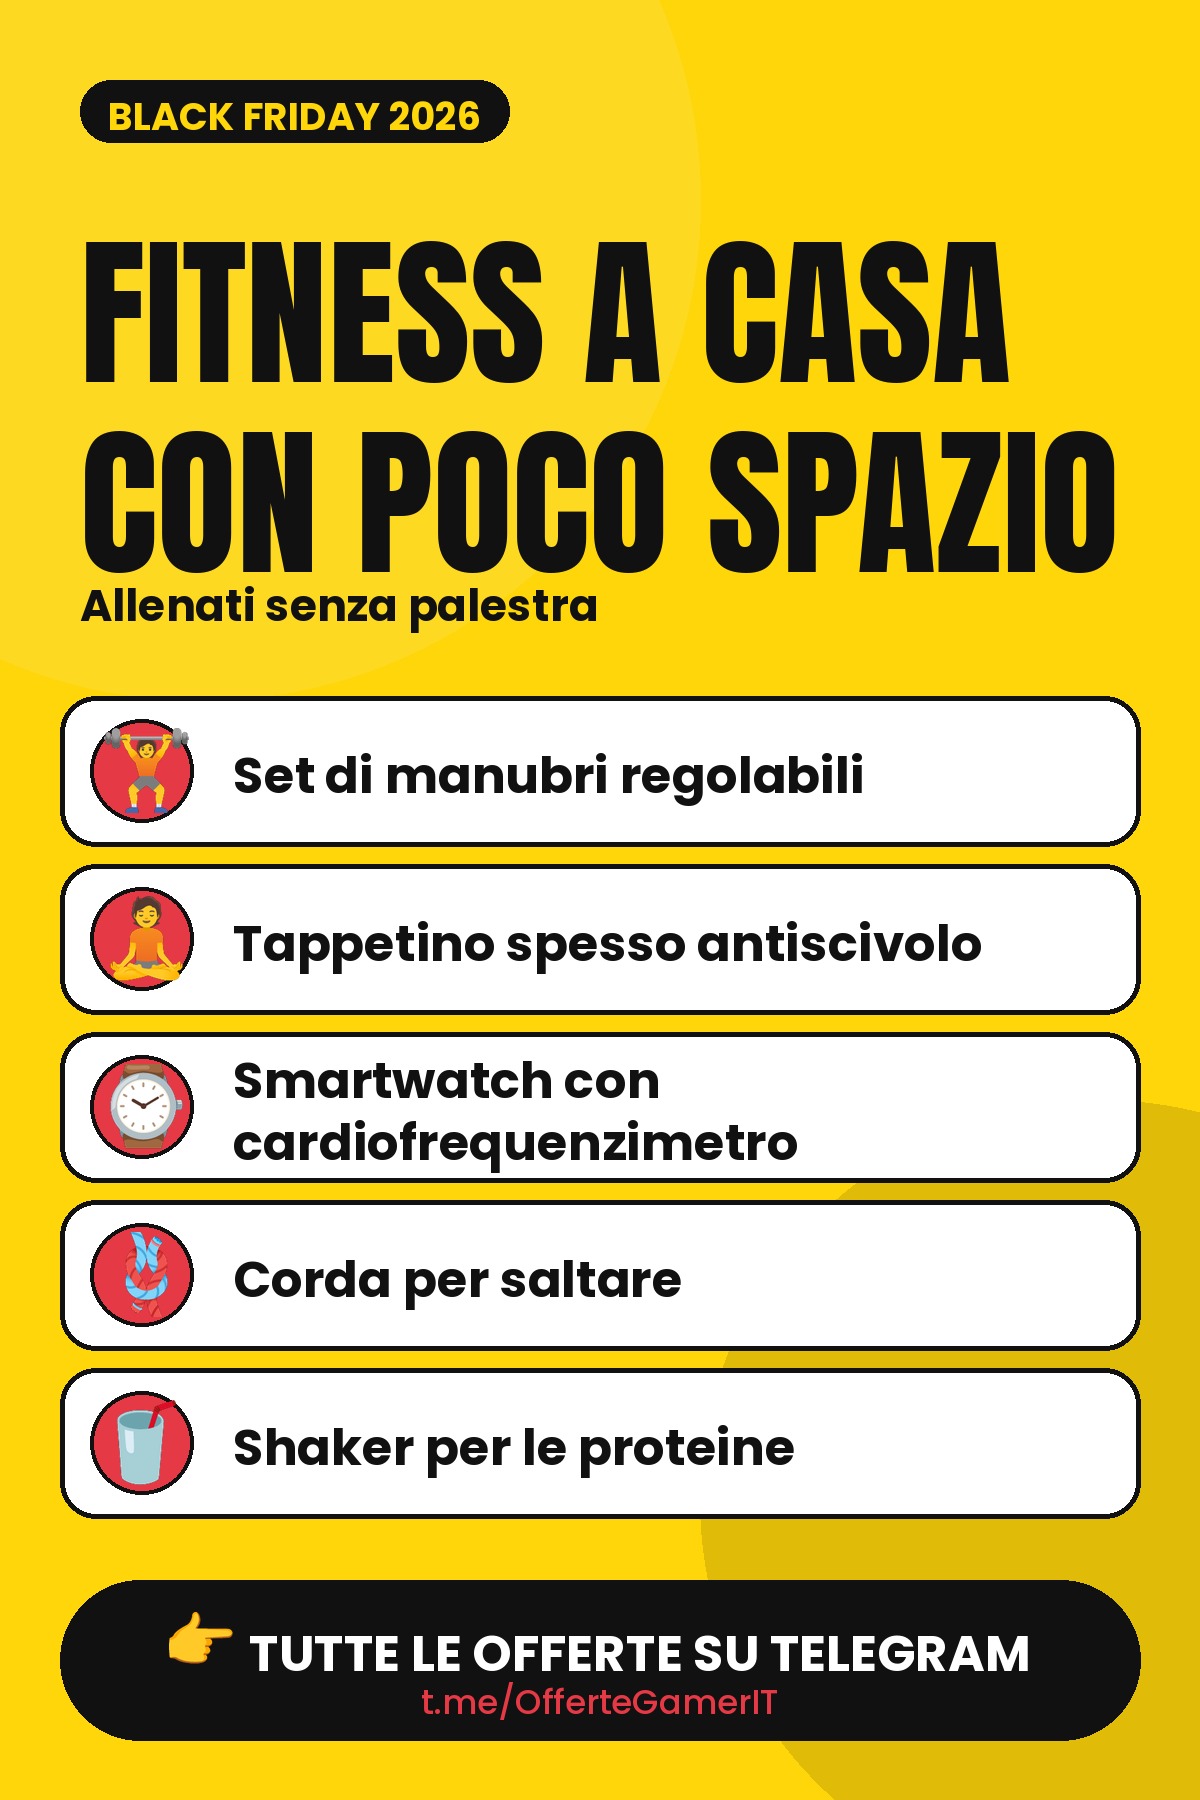 BLACK FRIDAY 2026
FITNESS A CASA
CON POCO SPAZIO
Allenati senza palestra
Set di manubri regolabili
Tappetino spesso antiscivolo
Smartwatch con
cardiofrequenzimetro
Corda per saltare
Shaker per le proteine
👉 TUTTE LE OFFERTE SU TELEGRAM
t.me/OfferteGamerIT